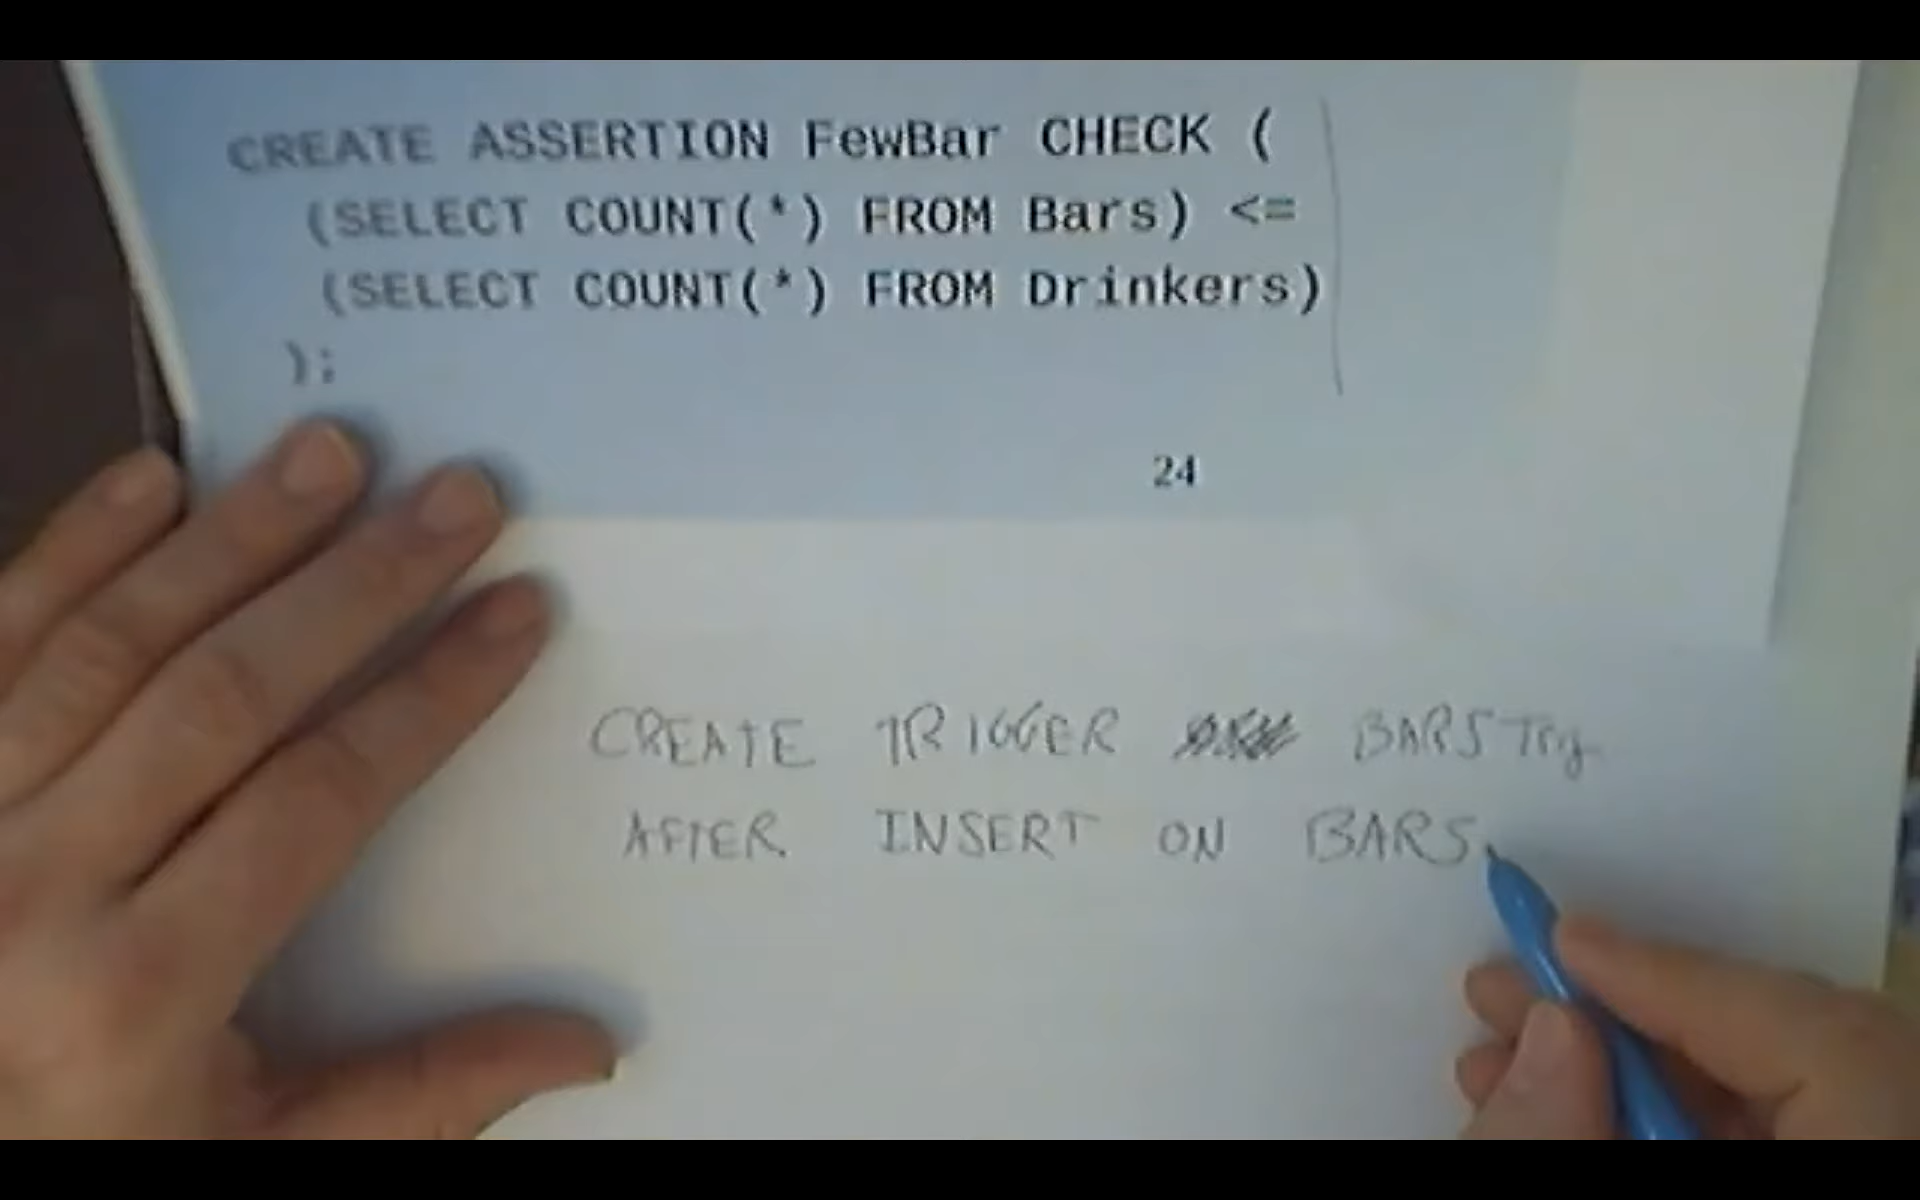 CREATE ASSERTION FewBar CHECK (
(SELECT COUNT(*) FROM Bars) <=
(SELECT COUNT(*) FROM Drinkers)
);
24
CREATE TRIGGER BARSTrg
AFTER INSERT ON BARS